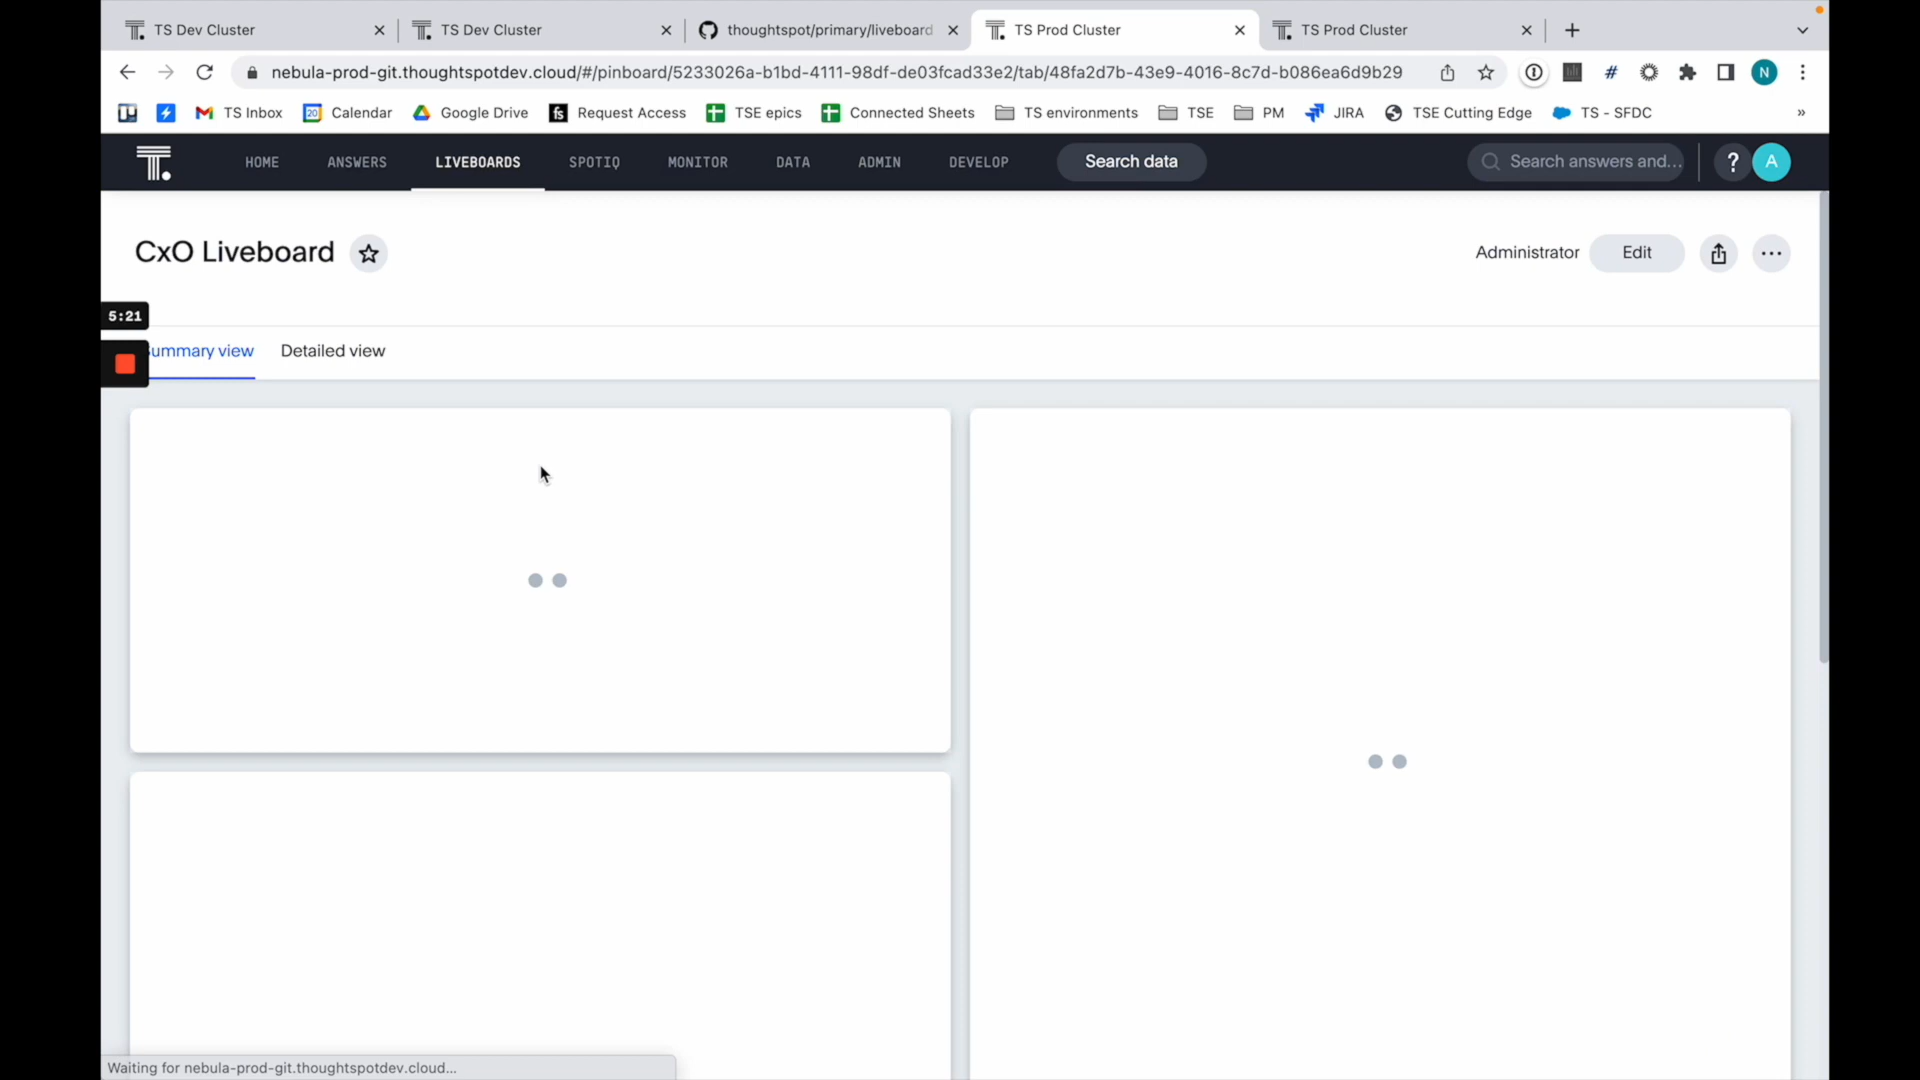 TS Dev Cluster
TS Dev Cluster
thoughtspot/primary/liveboard
TS Prod Cluster
TS Prod Cluster
nebula-prod-git.thoughtspotdev.cloud/#/pinboard/5233026a-b1bd-4111-98df-de03fcad33e2/tab/48fa2d7b-43e9-4016-8c7d-b086ea6d9b29
N
TS Inbox
20
Calendar
Google Drive
fs
Request Access
TSE epics
Connected Sheets
TS environments
TSE
PM
JIRA
TSE Cutting Edge
TS - SFDC
»
T.
HOME
ANSWERS
LIVEBOARDS
SPOTIQ
MONITOR
DATA
ADMIN
DEVELOP
Search data
Search answers and...
?
A
CxO Liveboard
Administrator
Edit
5:21
ummary view
Detailed view
Waiting for nebula-prod-git.thoughtspotdev.cloud...